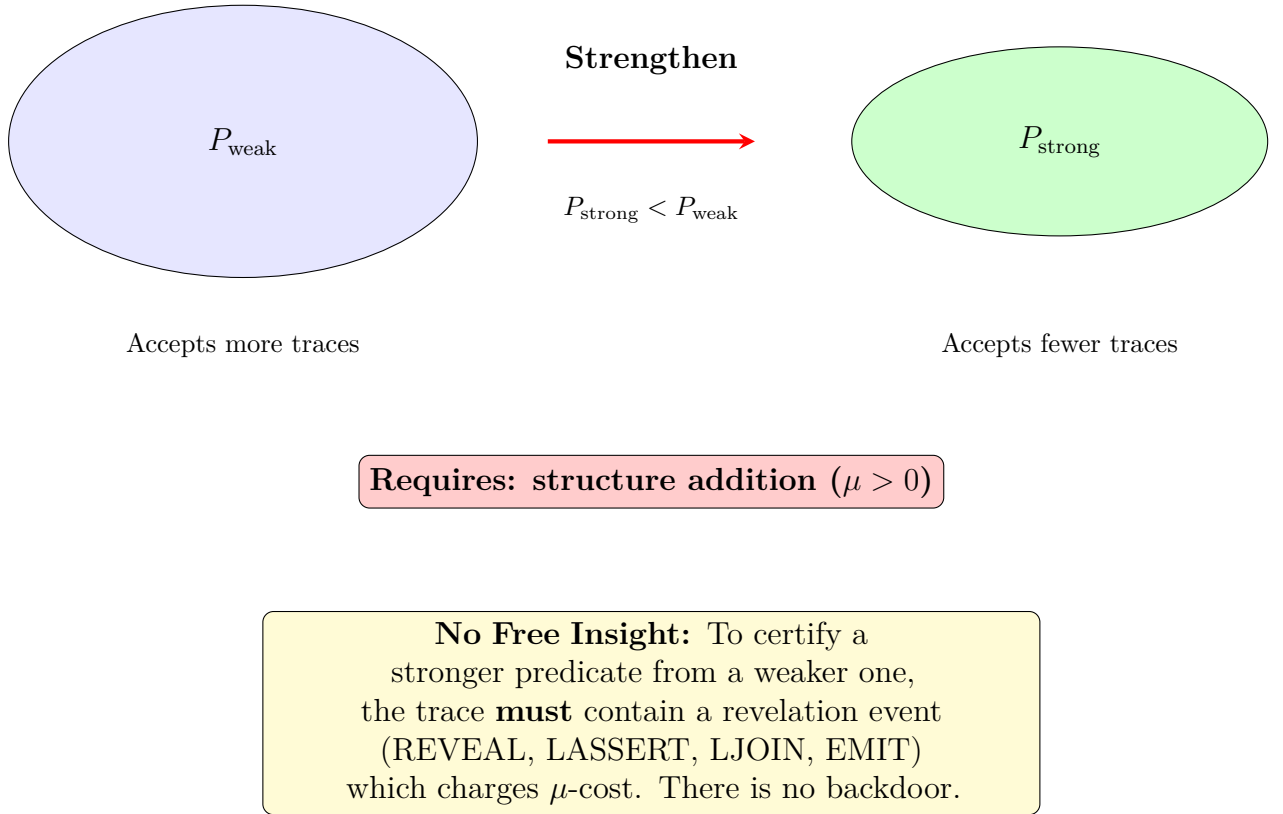 Strengthen
P_weak
P_strong
P_strong < P_weak
Accepts more traces
Accepts fewer traces
Requires: structure addition (μ > 0)
No Free Insight: To certify a
stronger predicate from a weaker one,
the trace must contain a revelation event
(REVEAL, LASSERT, LJOIN, EMIT)
which charges μ-cost. There is no backdoor.